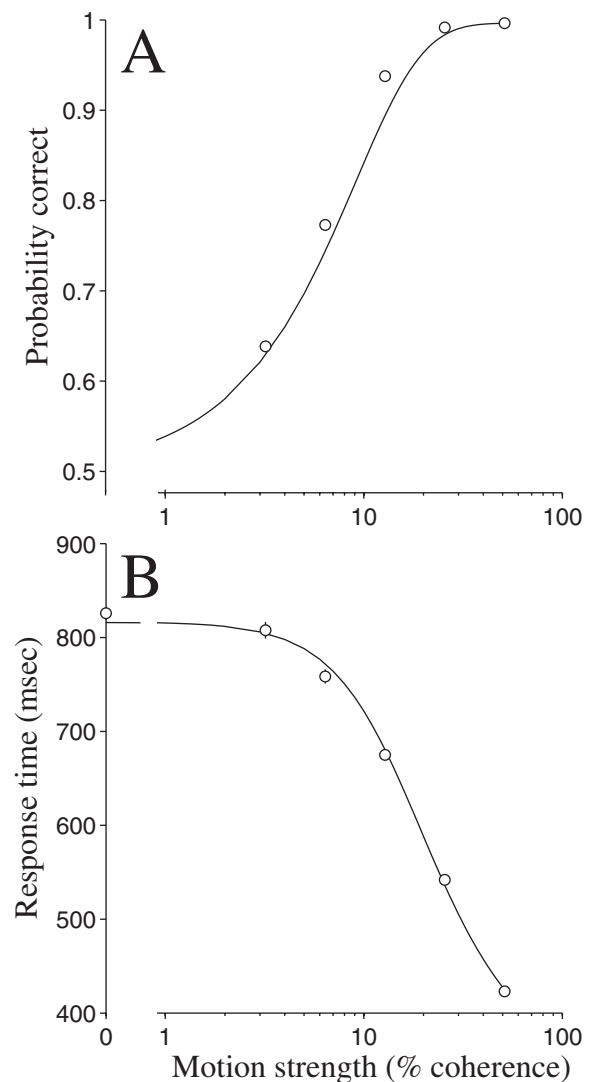 A
Probability correct
1
0.9
0.8
0.7
0.6
0.5
1 10 100
B
Response time (msec)
900
800
700
600
500
400
0 1 10 100
Motion strength (% coherence)